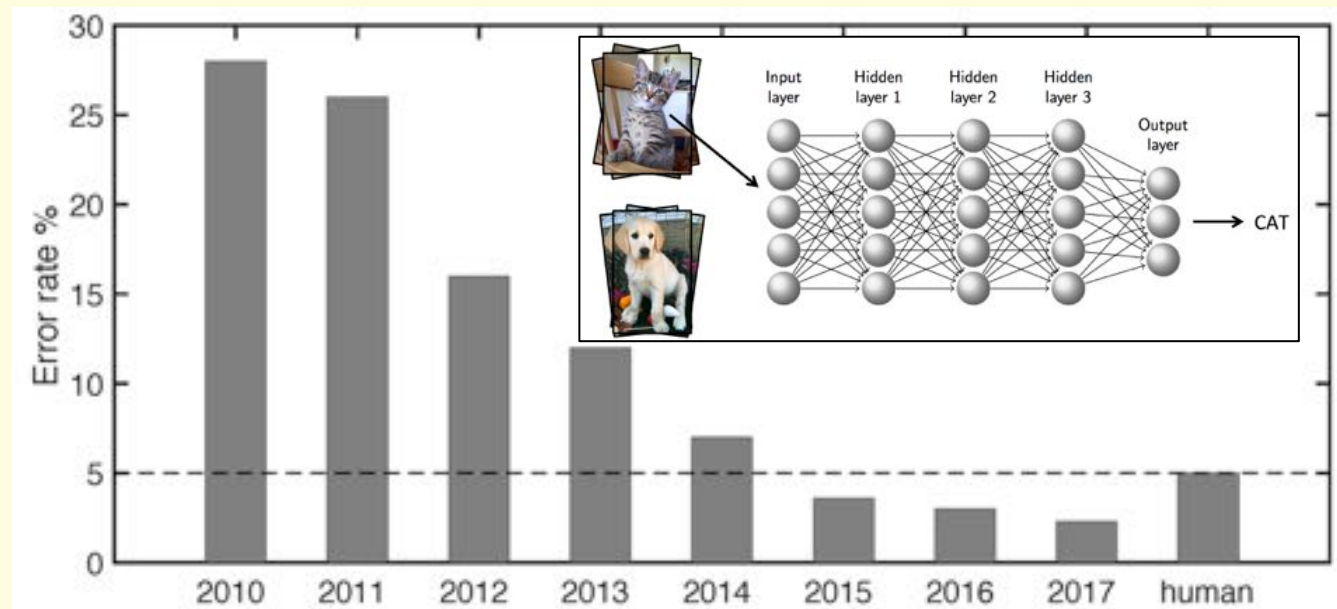 30
25
20
15
10
5
0
Error rate %
Input layer
Hidden layer 1
Hidden layer 2
Hidden layer 3
Output layer
CAT
2010 2011 2012 2013 2014 2015 2016 2017 human